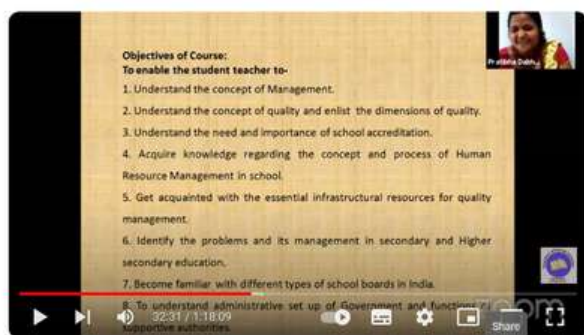 Objectives of Course:
To enable the student teacher to-
1. Understand the concept of Management.
2. Understand the concept of quality and enlist the dimensions of quality.
3. Understand the need and importance of school accreditation.
4. Acquire knowledge regarding the concept and process of Human
Resource Management in school.
5. Get acquainted with the essential infrastructural resources for quality
management.
6. Identify the problems and its management in secondary and Higher
secondary education.
7. Become familiar with different types of school boards in India.
8. To understand administrative set up of Government and functions
supportive authorities.
Pratibha
zoom
32:31 / 1:18:09
Share